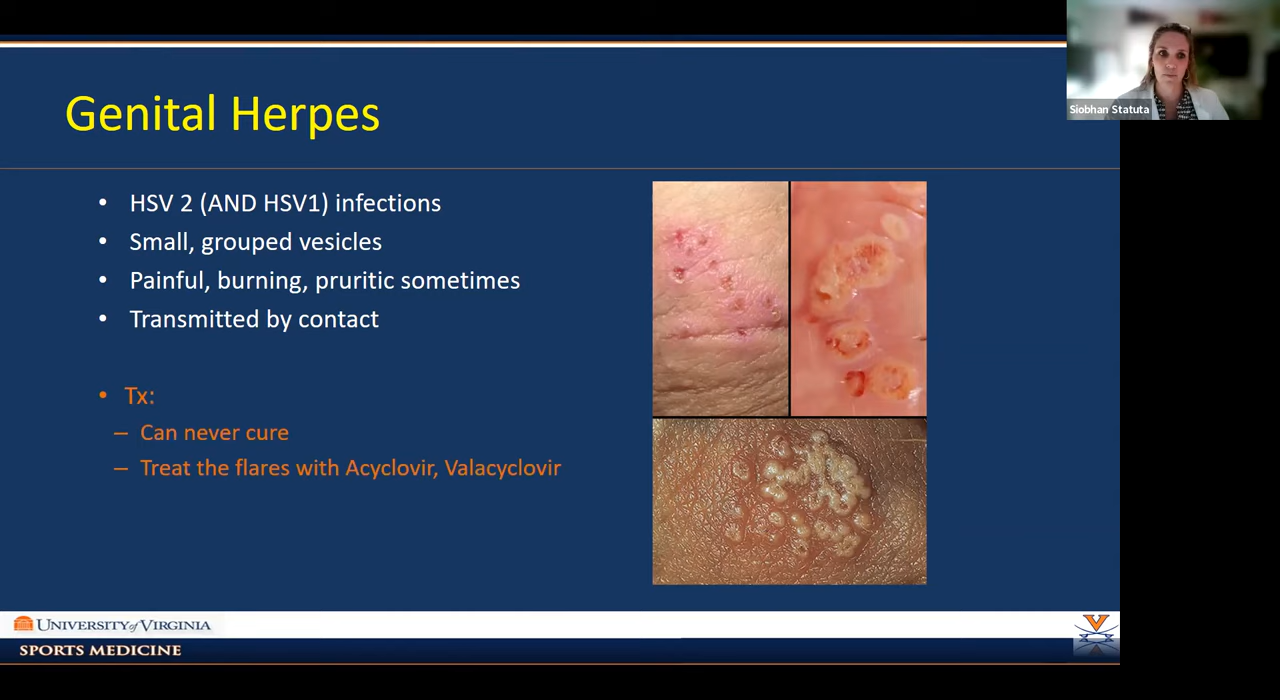 Genital Herpes
• HSV 2 (AND HSV1) infections
• Small, grouped vesicles
• Painful, burning, pruritic sometimes
• Transmitted by contact
• Tx:
– Can never cure
– Treat the flares with Acyclovir, Valacyclovir
Siobhan Statuta
UNIVERSITY of VIRGINIA
SPORTS MEDICINE